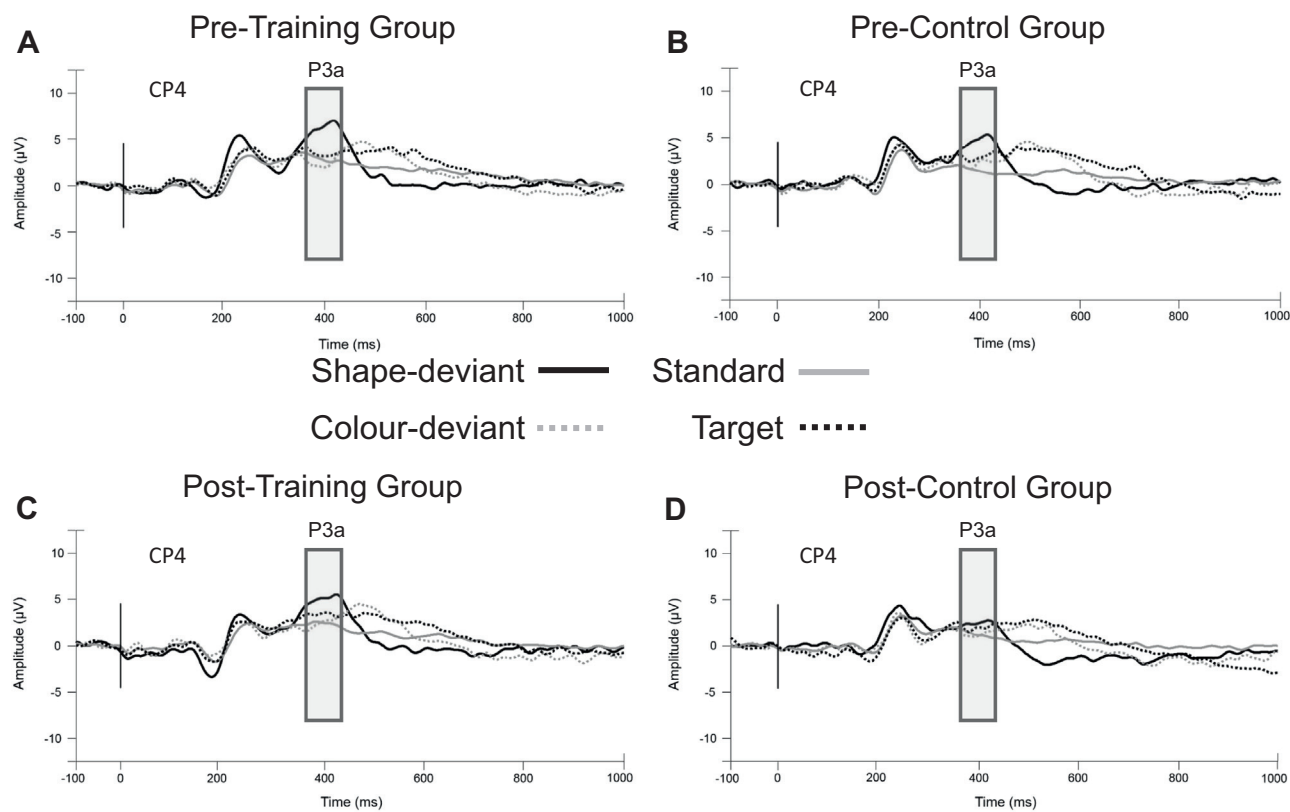 Pre-Training Group
A
P3a
CP4
10
5
0
-5
-10
Amplitude (µV)
-100 0 200 400 600 800 1000
Time (ms)
Pre-Control Group
B
P3a
CP4
10
5
0
-5
-10
Amplitude (µV)
-100 0 200 400 600 800 1000
Time (ms)
Shape-deviant Standard
Colour-deviant Target
Post-Training Group
C
P3a
CP4
10
5
0
-5
-10
Amplitude (µV)
-100 0 200 400 600 800 1000
Time (ms)
Post-Control Group
D
P3a
CP4
10
5
0
-5
-10
Amplitude (µV)
-100 0 200 400 600 800 1000
Time (ms)